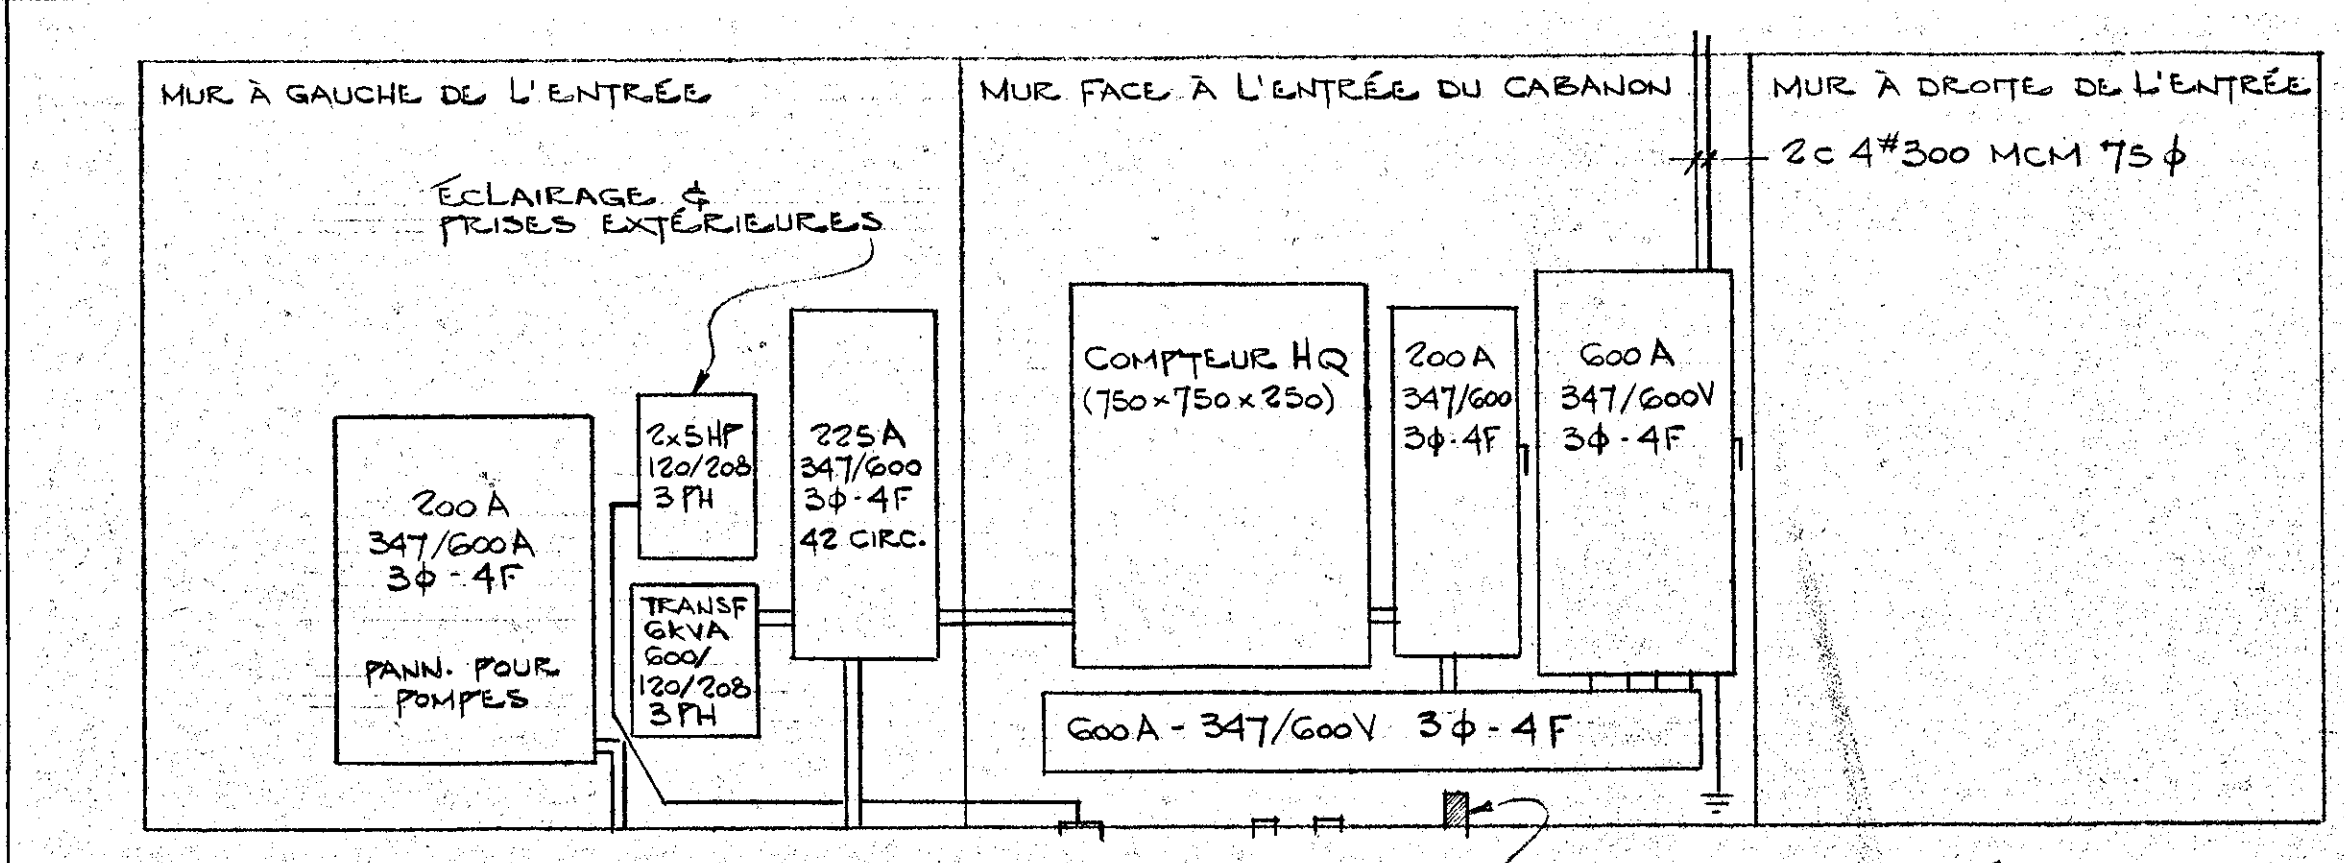 MUR À GAUCHE DE L'ENTRÉE
ÉCLAIRAGE &
PRISES EXTÉRIEURES
200 A
347/600 A
3ϕ - 4F
PANN. POUR
POMPES
2x5HP
120/208
3 PH
TRANSF
6KVA
600/
120/208
3 PH
225 A
347/600
3ϕ - 4F
42 CIRC.
MUR FACE À L'ENTRÉE DU CABANON
COMPTEUR HQ
(750 x 750 x 250)
200 A
347/600
3ϕ - 4F
600 A
347/600V
3ϕ - 4F
600 A - 347/600V 3ϕ - 4F
MUR À DROITE DE L'ENTRÉE
2C 4#300 MCM 75 ϕ